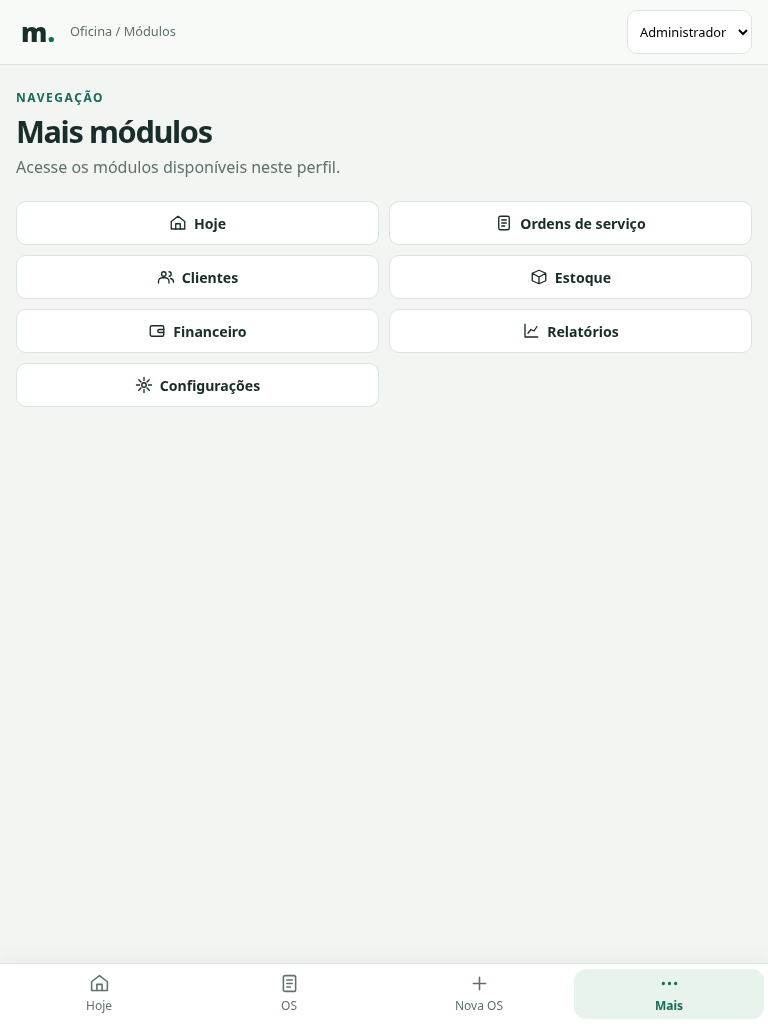 m. Oficina / Módulos Administrador
NAVEGAÇÃO
Mais módulos
Acesse os módulos disponíveis neste perfil.
Hoje
Ordens de serviço
Clientes
Estoque
Financeiro
Relatórios
Configurações
Hoje
OS
Nova OS
Mais